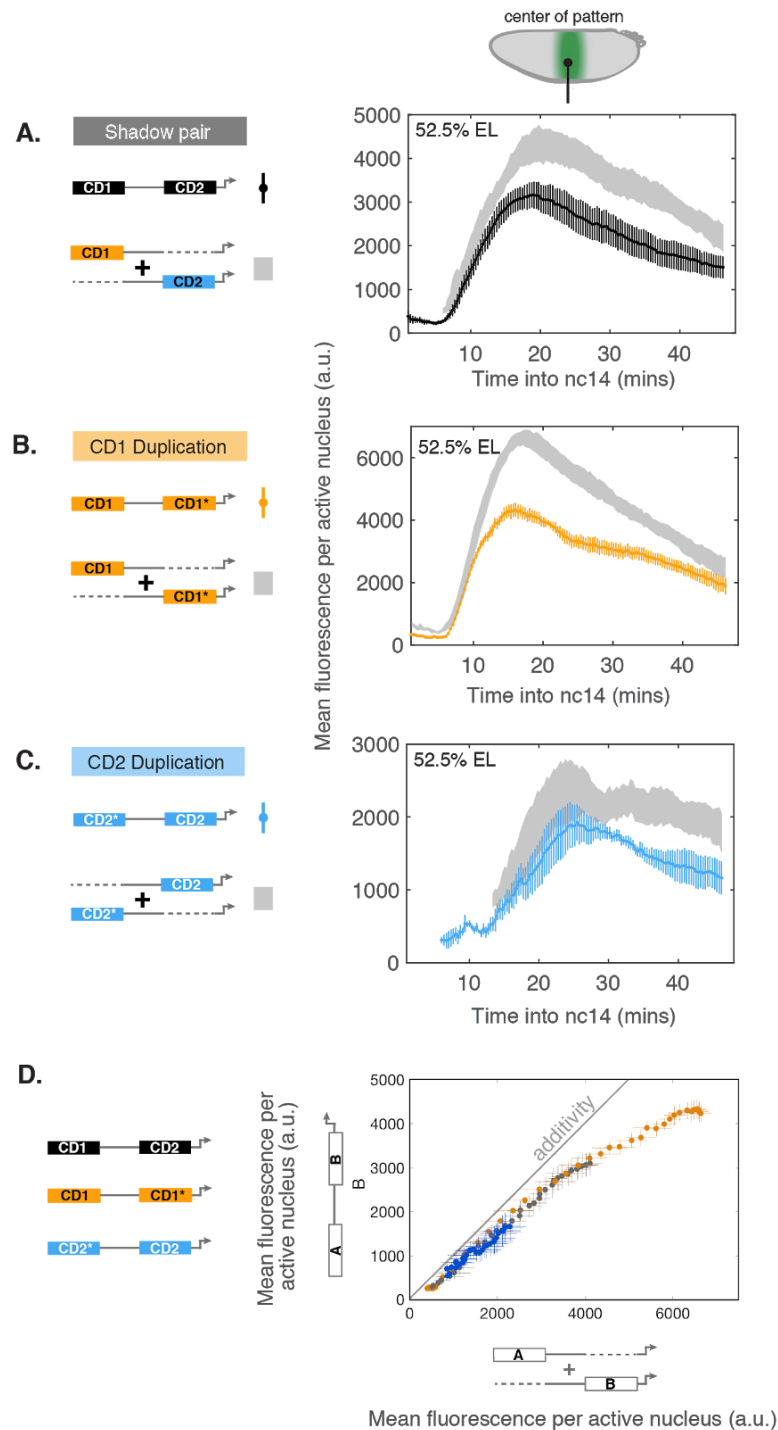 center of pattern
A.
Shadow pair
CD1 CD2
CD1
+
CD2
52.5% EL
5000
4000
3000
2000
1000
0
10 20 30 40
Time into nc14 (mins)
Mean fluorescence per active nucleus (a.u.)
B.
CD1 Duplication
CD1 CD1*
CD1
+
CD1*
52.5% EL
6000
4000
2000
0
10 20 30 40
Time into nc14 (mins)
C.
CD2 Duplication
CD2* CD2
CD2
+
CD2*
52.5% EL
3000
2000
1000
0
10 20 30 40
Time into nc14 (mins)
D.
CD1 CD2
CD1 CD1*
CD2* CD2
Mean fluorescence per
active nucleus (a.u.)
A B
B
5000
4000
3000
2000
1000
0
additivity
0 2000 4000 6000
A
+
B
Mean fluorescence per active nucleus (a.u.)